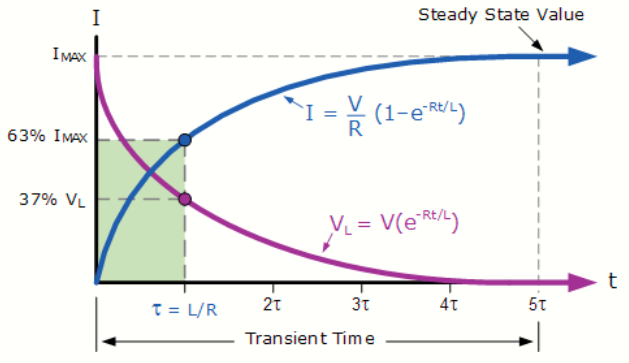 Steady State Value
I
IMAX
I = V/R (1-e-Rt/L)
63% IMAX
37% VL
VL = V(e-Rt/L)
t
τ = L/R
2τ
3τ
4τ
5τ
Transient Time